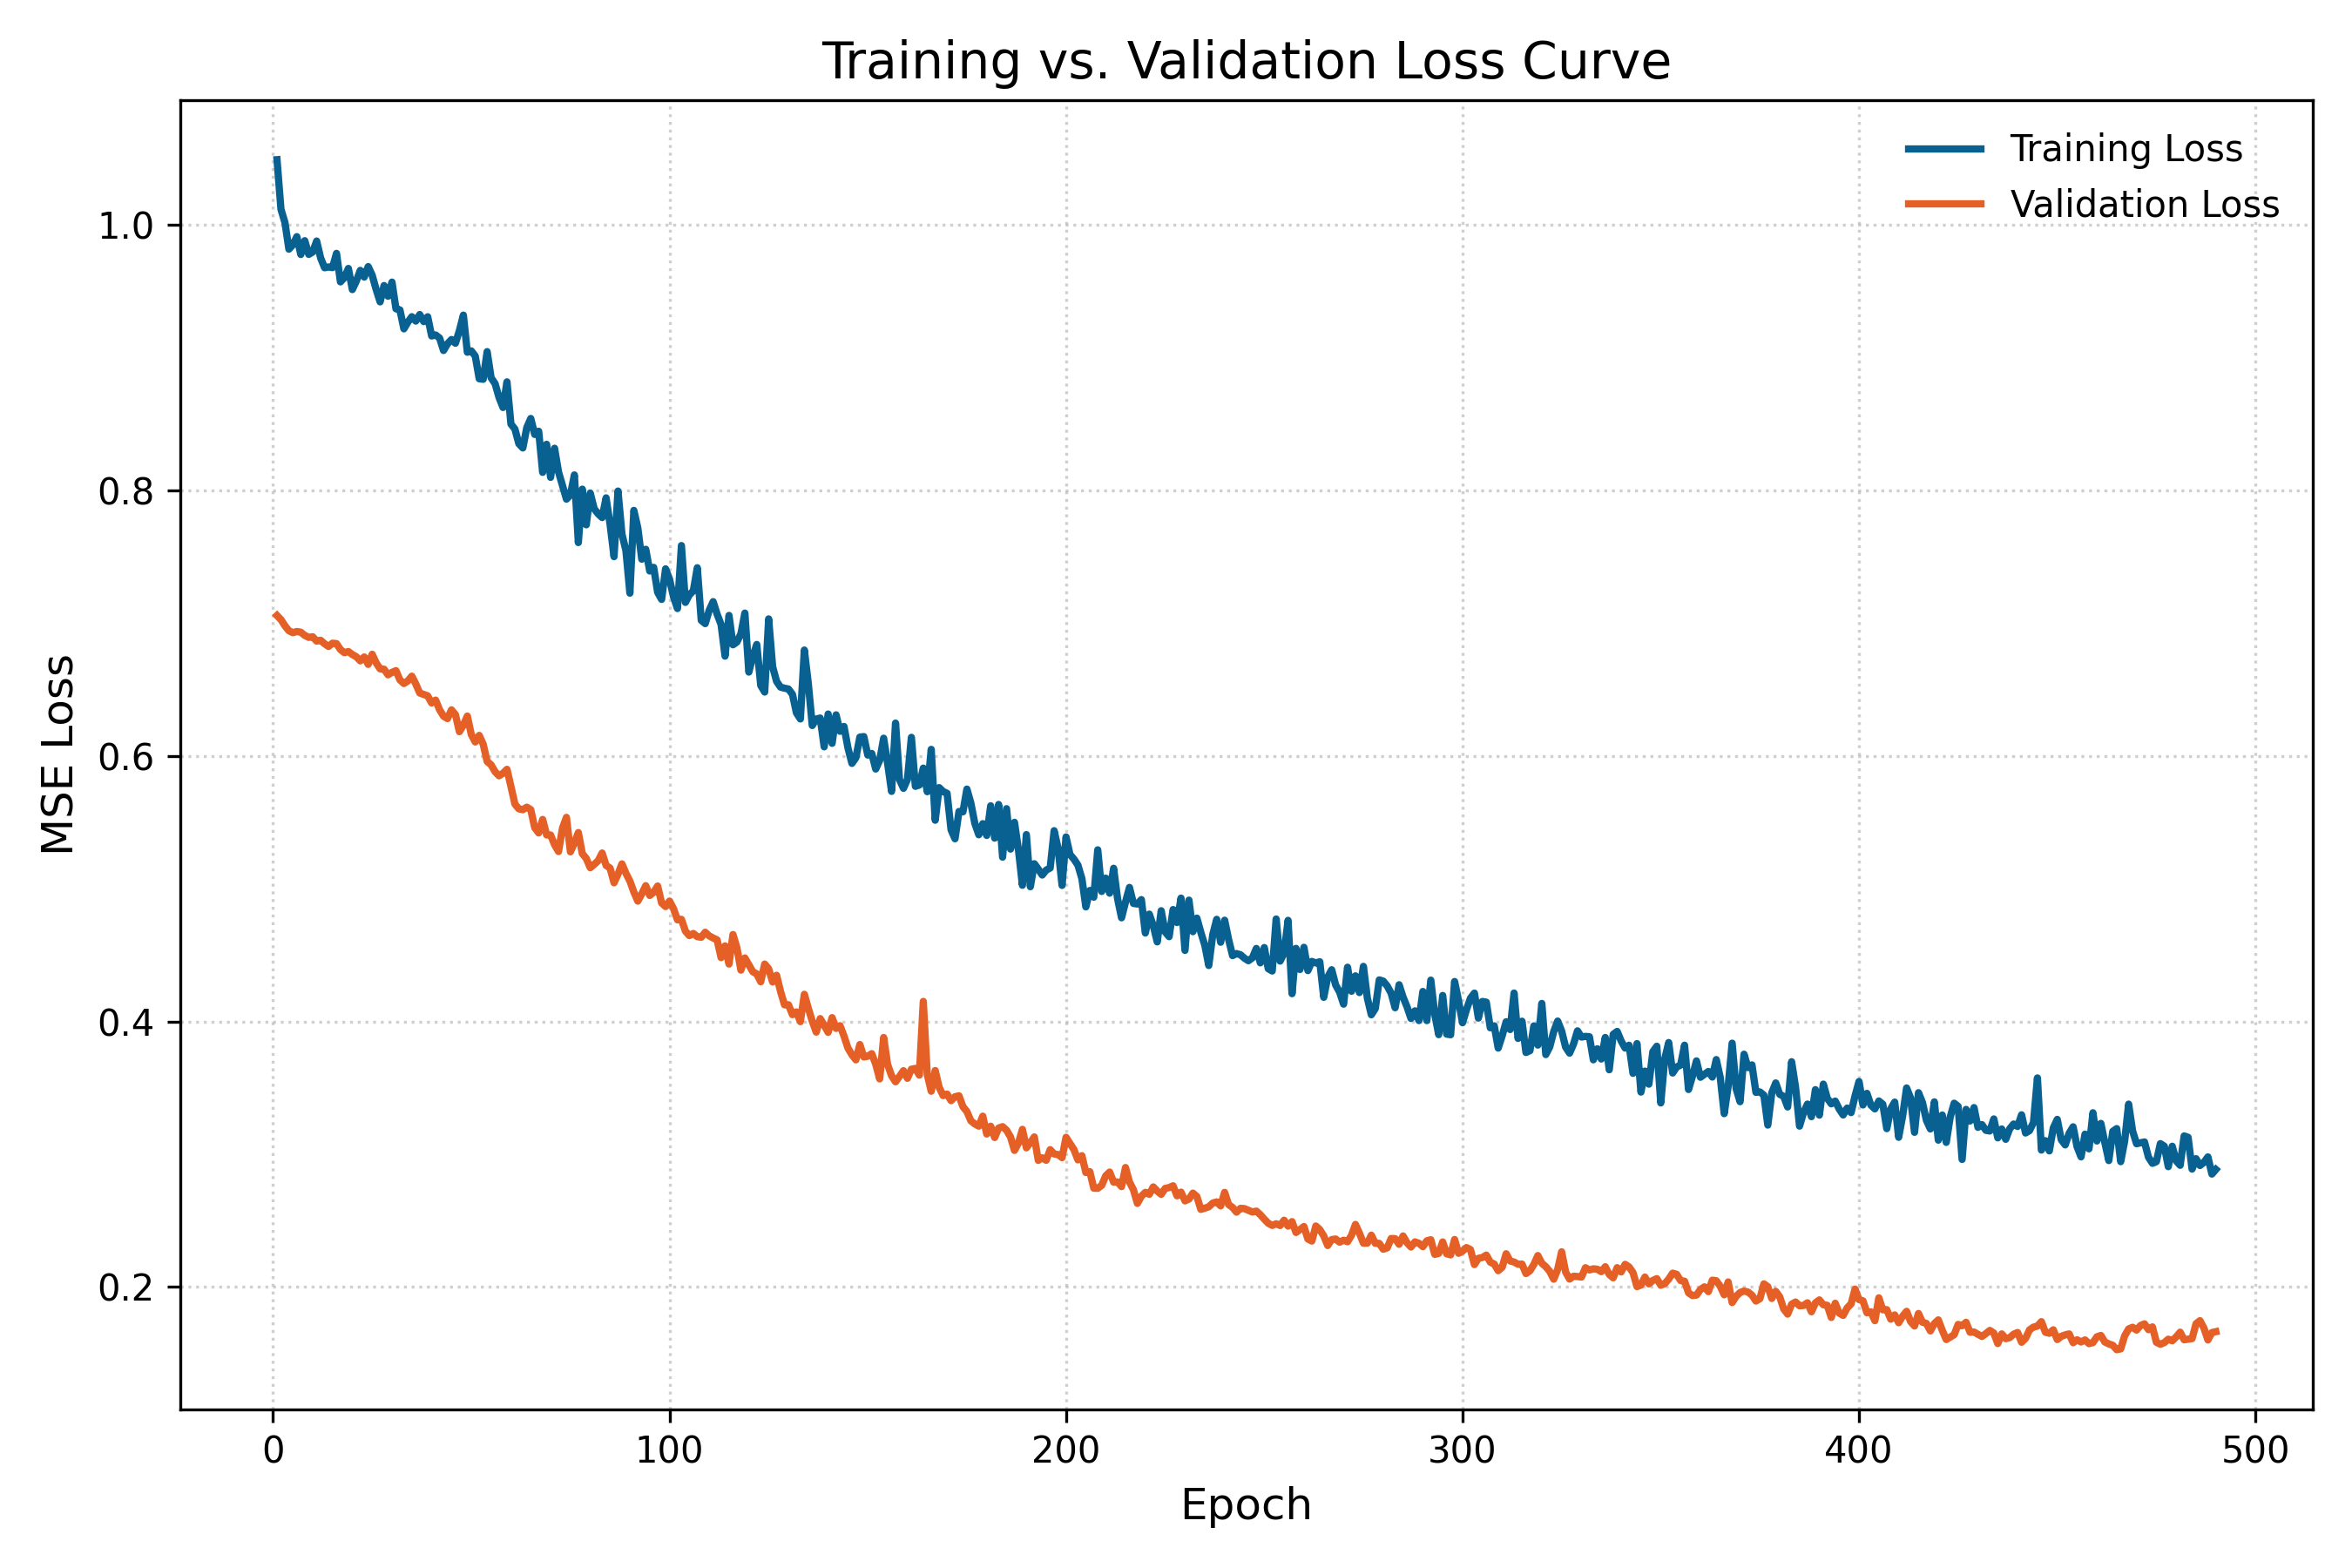 Training vs. Validation Loss Curve
Training Loss
Validation Loss
1.0
0.8
0.6
0.4
0.2
MSE Loss
0 100 200 300 400 500
Epoch